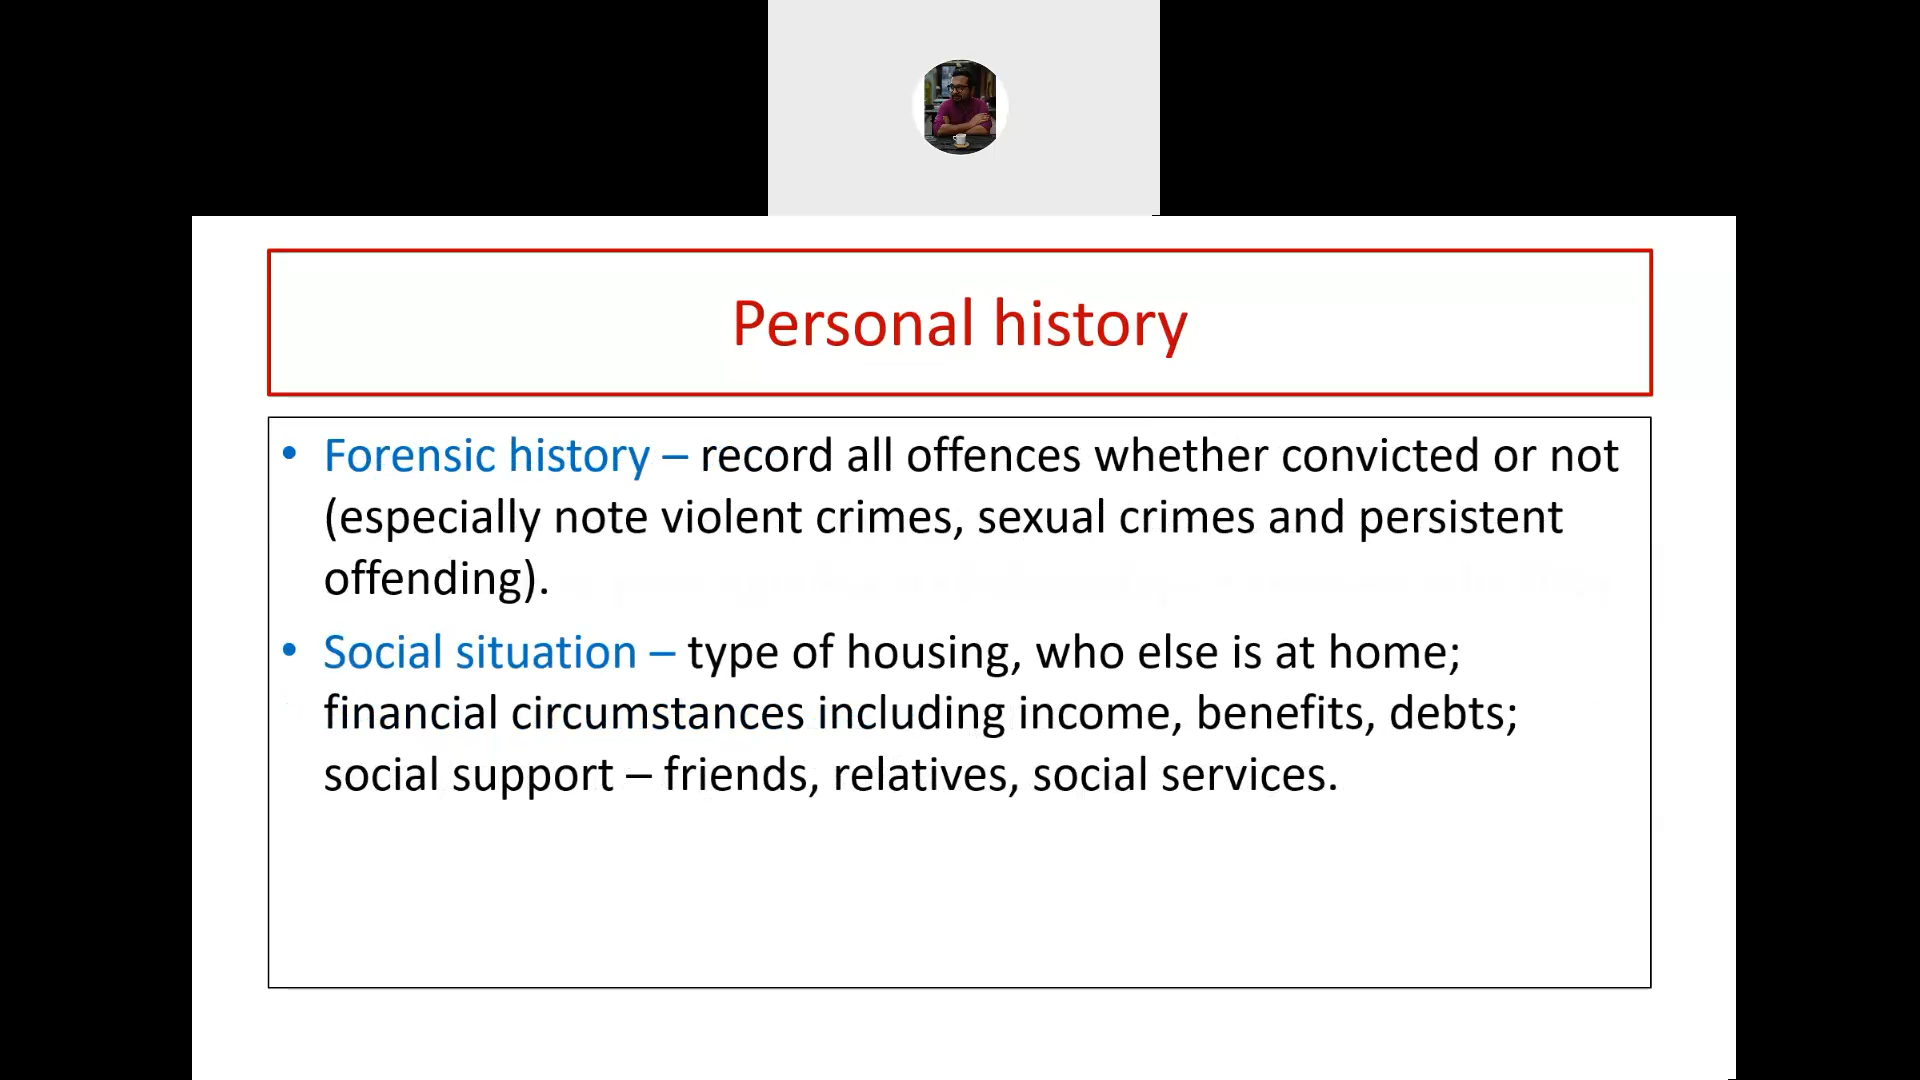 Personal history
• Forensic history – record all offences whether convicted or not
(especially note violent crimes, sexual crimes and persistent
offending).
• Social situation – type of housing, who else is at home;
financial circumstances including income, benefits, debts;
social support – friends, relatives, social services.